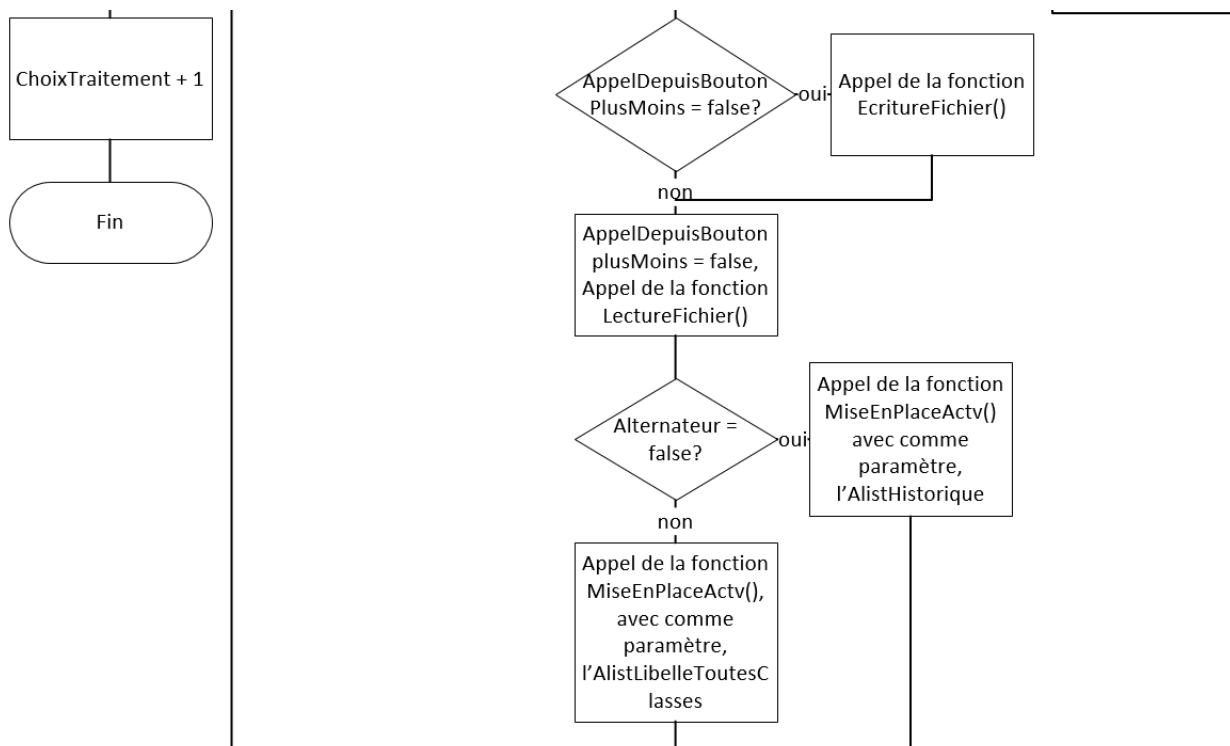 ChoixTraitement + 1
Fin
AppelDepuisBouton
PlusMoins = false?
oui
Appel de la fonction
EcritureFichier()
non
AppelDepuisBouton
plusMoins = false,
Appel de la fonction
LectureFichier()
Alternateur =
false?
oui
Appel de la fonction
MiseEnPlaceActv()
avec comme
paramètre,
l’AlistHistorique
non
Appel de la fonction
MiseEnPlaceActv(),
avec comme
paramètre,
l’AlistLibelleToutesC
lasses